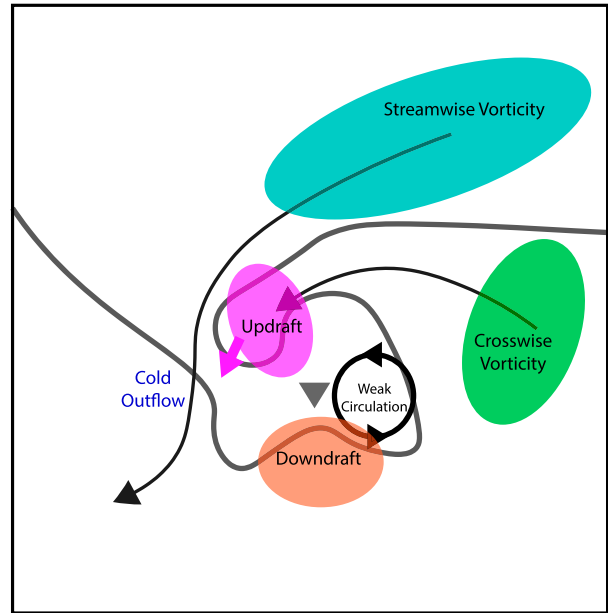 Streamwise Vorticity
Updraft
Crosswise
Vorticity
Cold
Outflow
Weak
Circulation
Downdraft